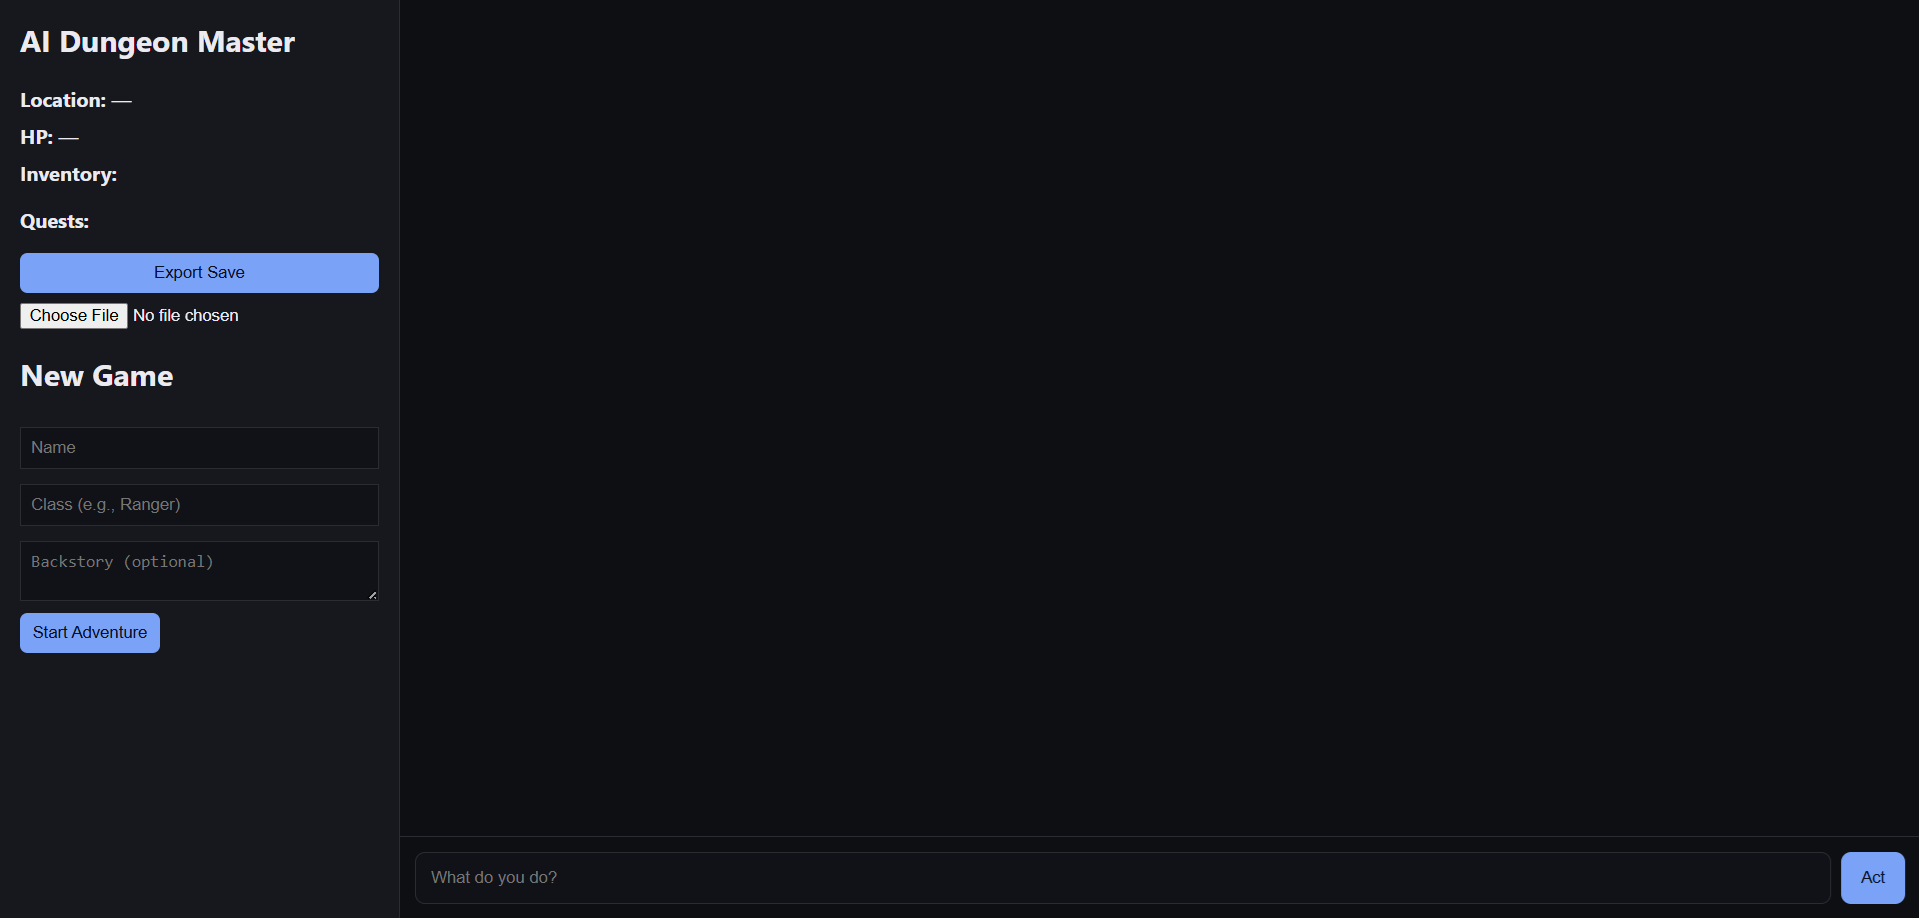 AI Dungeon Master
Location: —
HP: —
Inventory:
Quests:
Export Save
Choose File No file chosen
New Game
Name
Class (e.g., Ranger)
Backstory (optional)
Start Adventure
What do you do?
Act